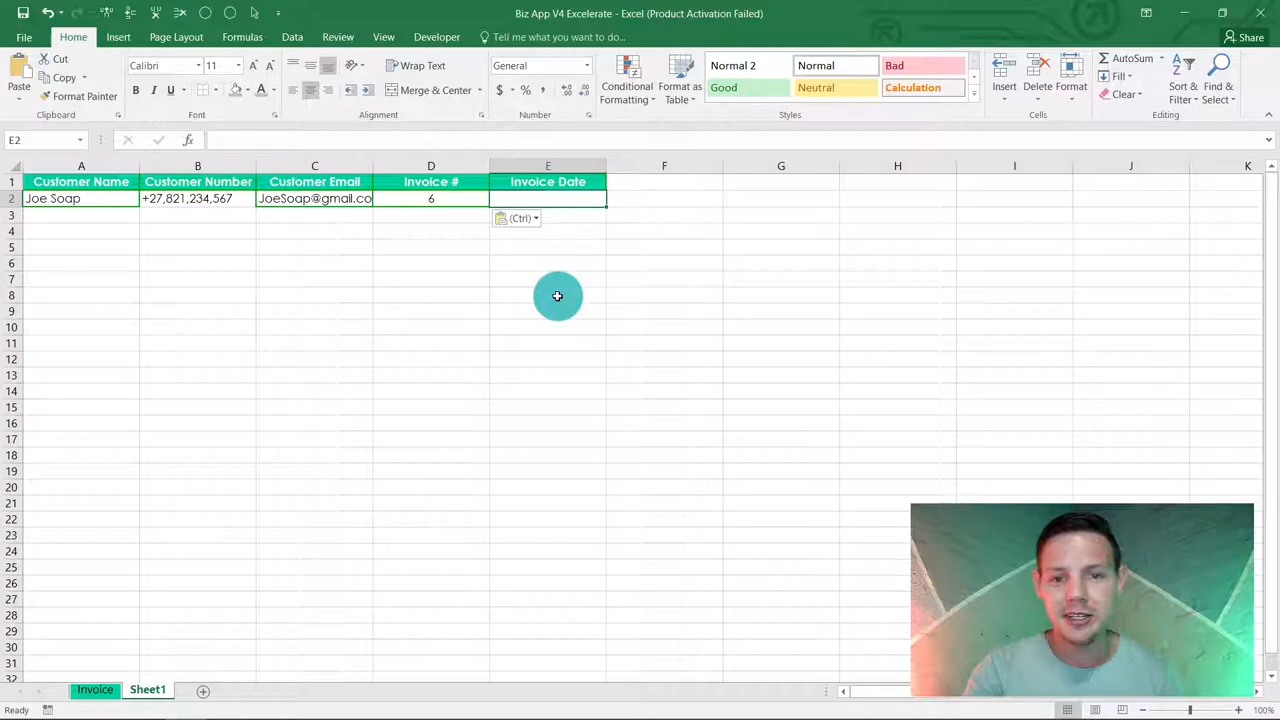 Biz App V4 Excelerate - Excel (Product Activation Failed)
File Home Insert Page Layout Formulas Data Review View Developer Tell me what you want to do... Share
Paste
Cut
Copy
Format Painter
Clipboard
Calibri 11
B I U
Font
Wrap Text
Merge & Center
Alignment
General
$ % ,
Number
Conditional Formatting
Format as Table
Normal 2 Normal Bad
Good Neutral Calculation
Styles
Insert Delete Format
Cells
AutoSum
Fill
Clear
Sort & Filter
Find & Select
Editing
E2 fx
A B C D E F G H I J K
1 Customer Name Customer Number Customer Email Invoice # Invoice Date
2 Joe Soap +27,821,234,567 JoeSoap@gmail.co 6
3 (Ctrl)
4
5
6
7
8
9
10
11
12
13
14
15
16
17
18
19
20
21
22
23
24
25
26
27
28
29
30
31
32
Invoice Sheet1
Ready 100%